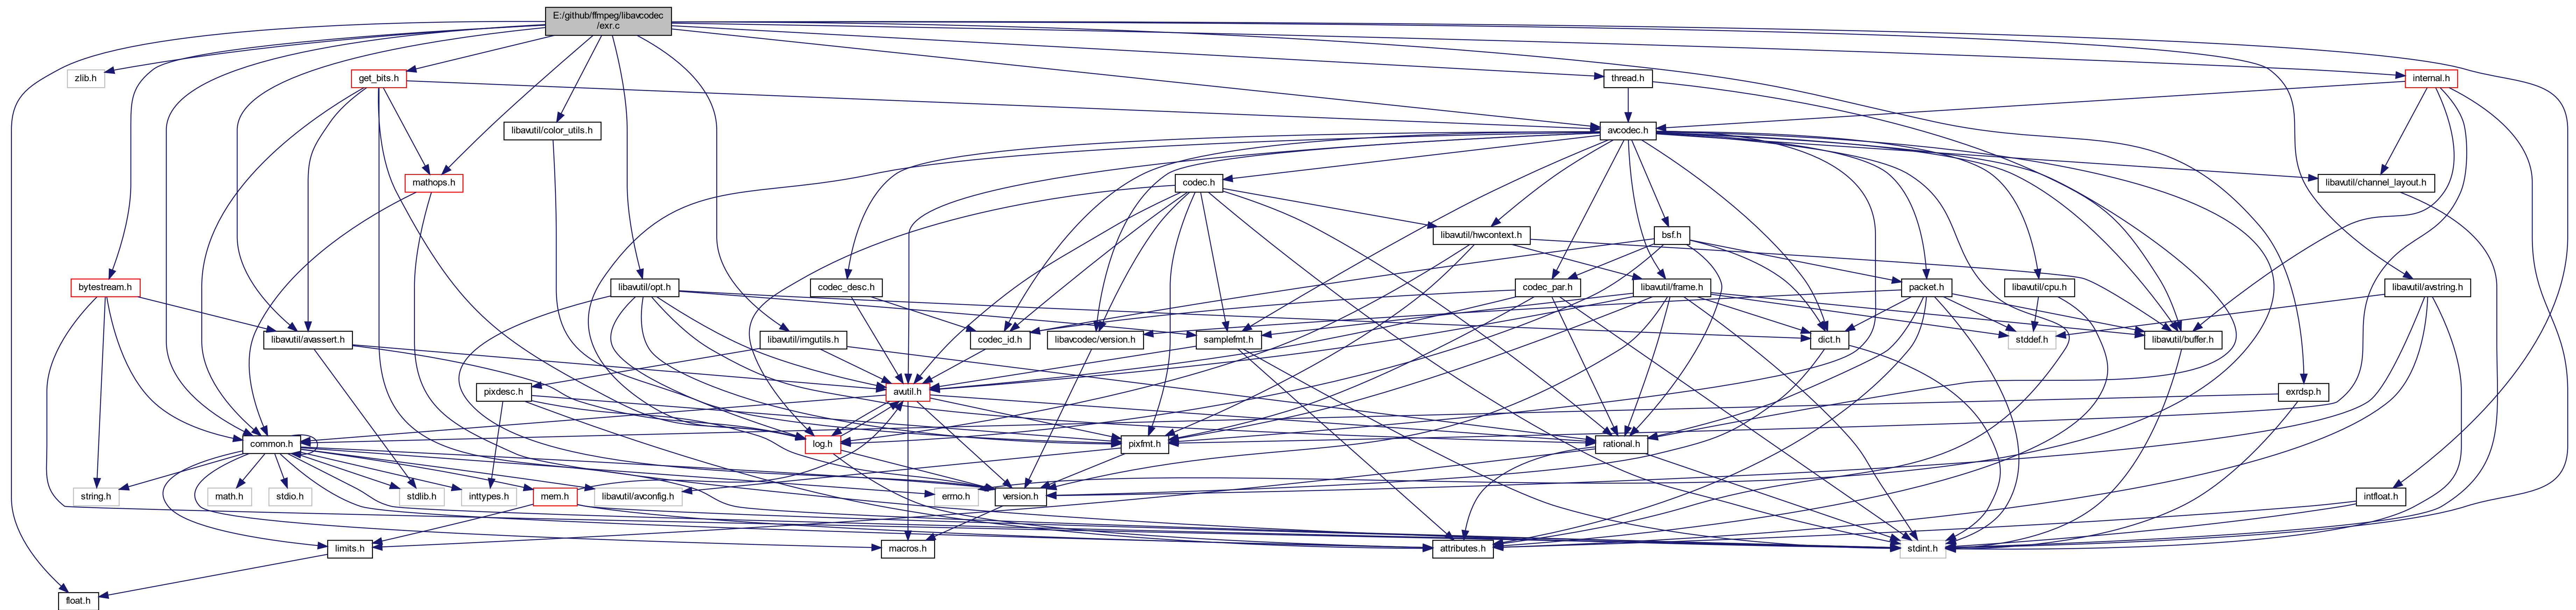 E:/github/ffmpeg/libavcodec
/exr.c
zlib.h
get_bits.h
thread.h
internal.h
libavutil/color_utils.h
avcodec.h
mathops.h
codec.h
libavutil/channel_layout.h
libavutil/hwcontext.h
bsf.h
bytestream.h
libavutil/opt.h
codec_desc.h
codec_par.h
libavutil/frame.h
packet.h
libavutil/cpu.h
libavutil/avstring.h
libavutil/avassert.h
libavutil/imgutils.h
codec_id.h
libavcodec/version.h
samplefmt.h
dict.h
stddef.h
libavutil/buffer.h
pixdesc.h
avutil.h
exrdsp.h
common.h
log.h
pixfmt.h
rational.h
string.h
math.h
stdio.h
stdlib.h
inttypes.h
mem.h
libavutil/avconfig.h
errno.h
version.h
intfloat.h
limits.h
macros.h
attributes.h
stdint.h
float.h